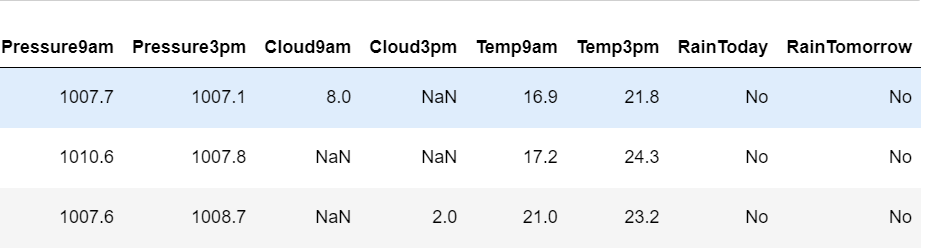 Pressure9am Pressure3pm Cloud9am Cloud3pm Temp9am Temp3pm RainToday RainTomorrow
1007.7 1007.1 8.0 NaN 16.9 21.8 No No
1010.6 1007.8 NaN NaN 17.2 24.3 No No
1007.6 1008.7 NaN 2.0 21.0 23.2 No No